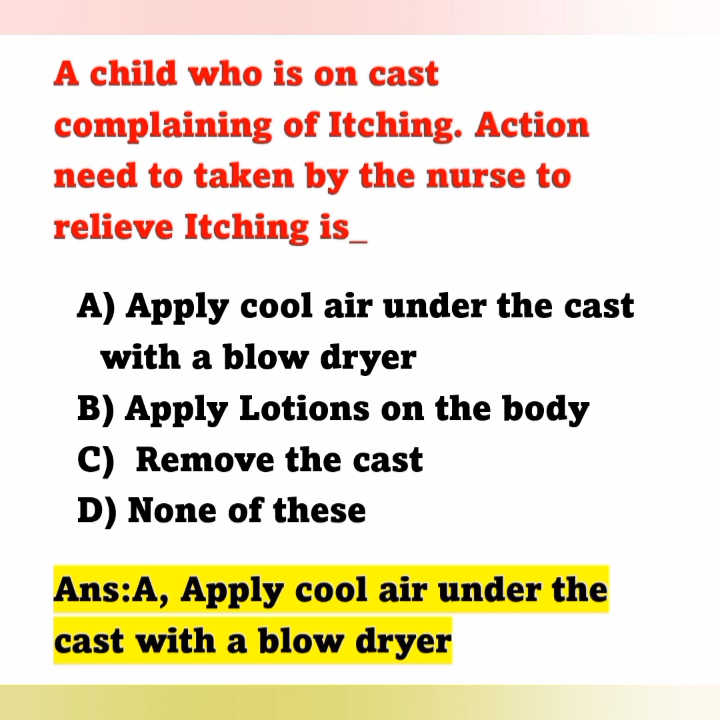 A child who is on cast
complaining of Itching. Action
need to taken by the nurse to
relieve Itching is_
A) Apply cool air under the cast
with a blow dryer
B) Apply Lotions on the body
C) Remove the cast
D) None of these
Ans:A, Apply cool air under the
cast with a blow dryer